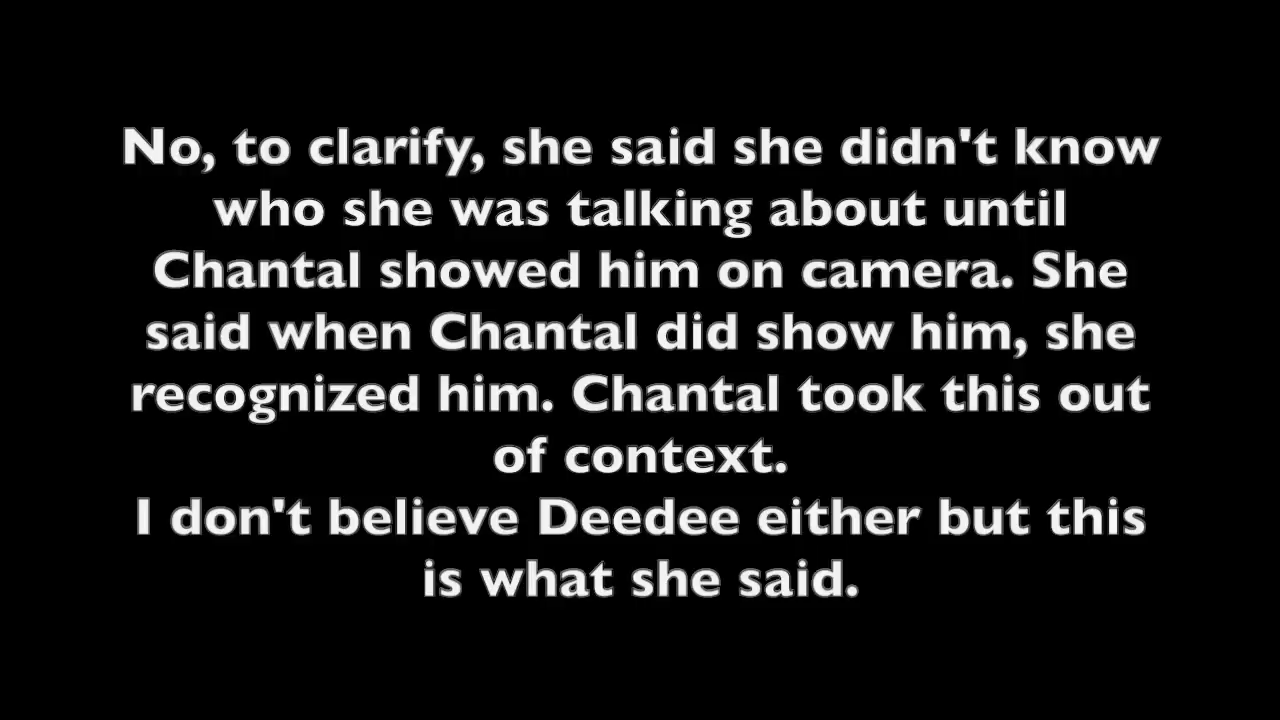 No, to clarify, she said she didn't know
who she was talking about until
Chantal showed him on camera. She
said when Chantal did show him, she
recognized him. Chantal took this out
of context.
I don't believe Deedee either but this
is what she said.